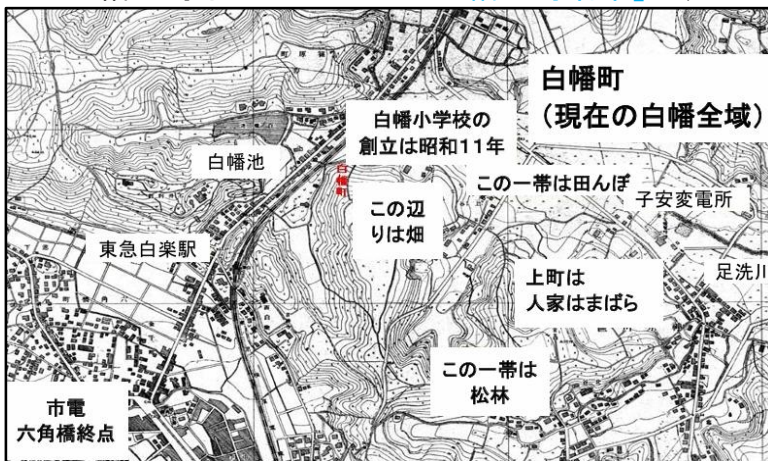 白幡町
(現在の白幡全域)
白幡小学校の
創立は昭和11年
白幡池
白幡町
この一帯は田んぼ
子安変電所
この辺
りは畑
東急白楽駅
足洗川
上町は
人家はまばら
この一帯は
松林
市電
六角橋終点